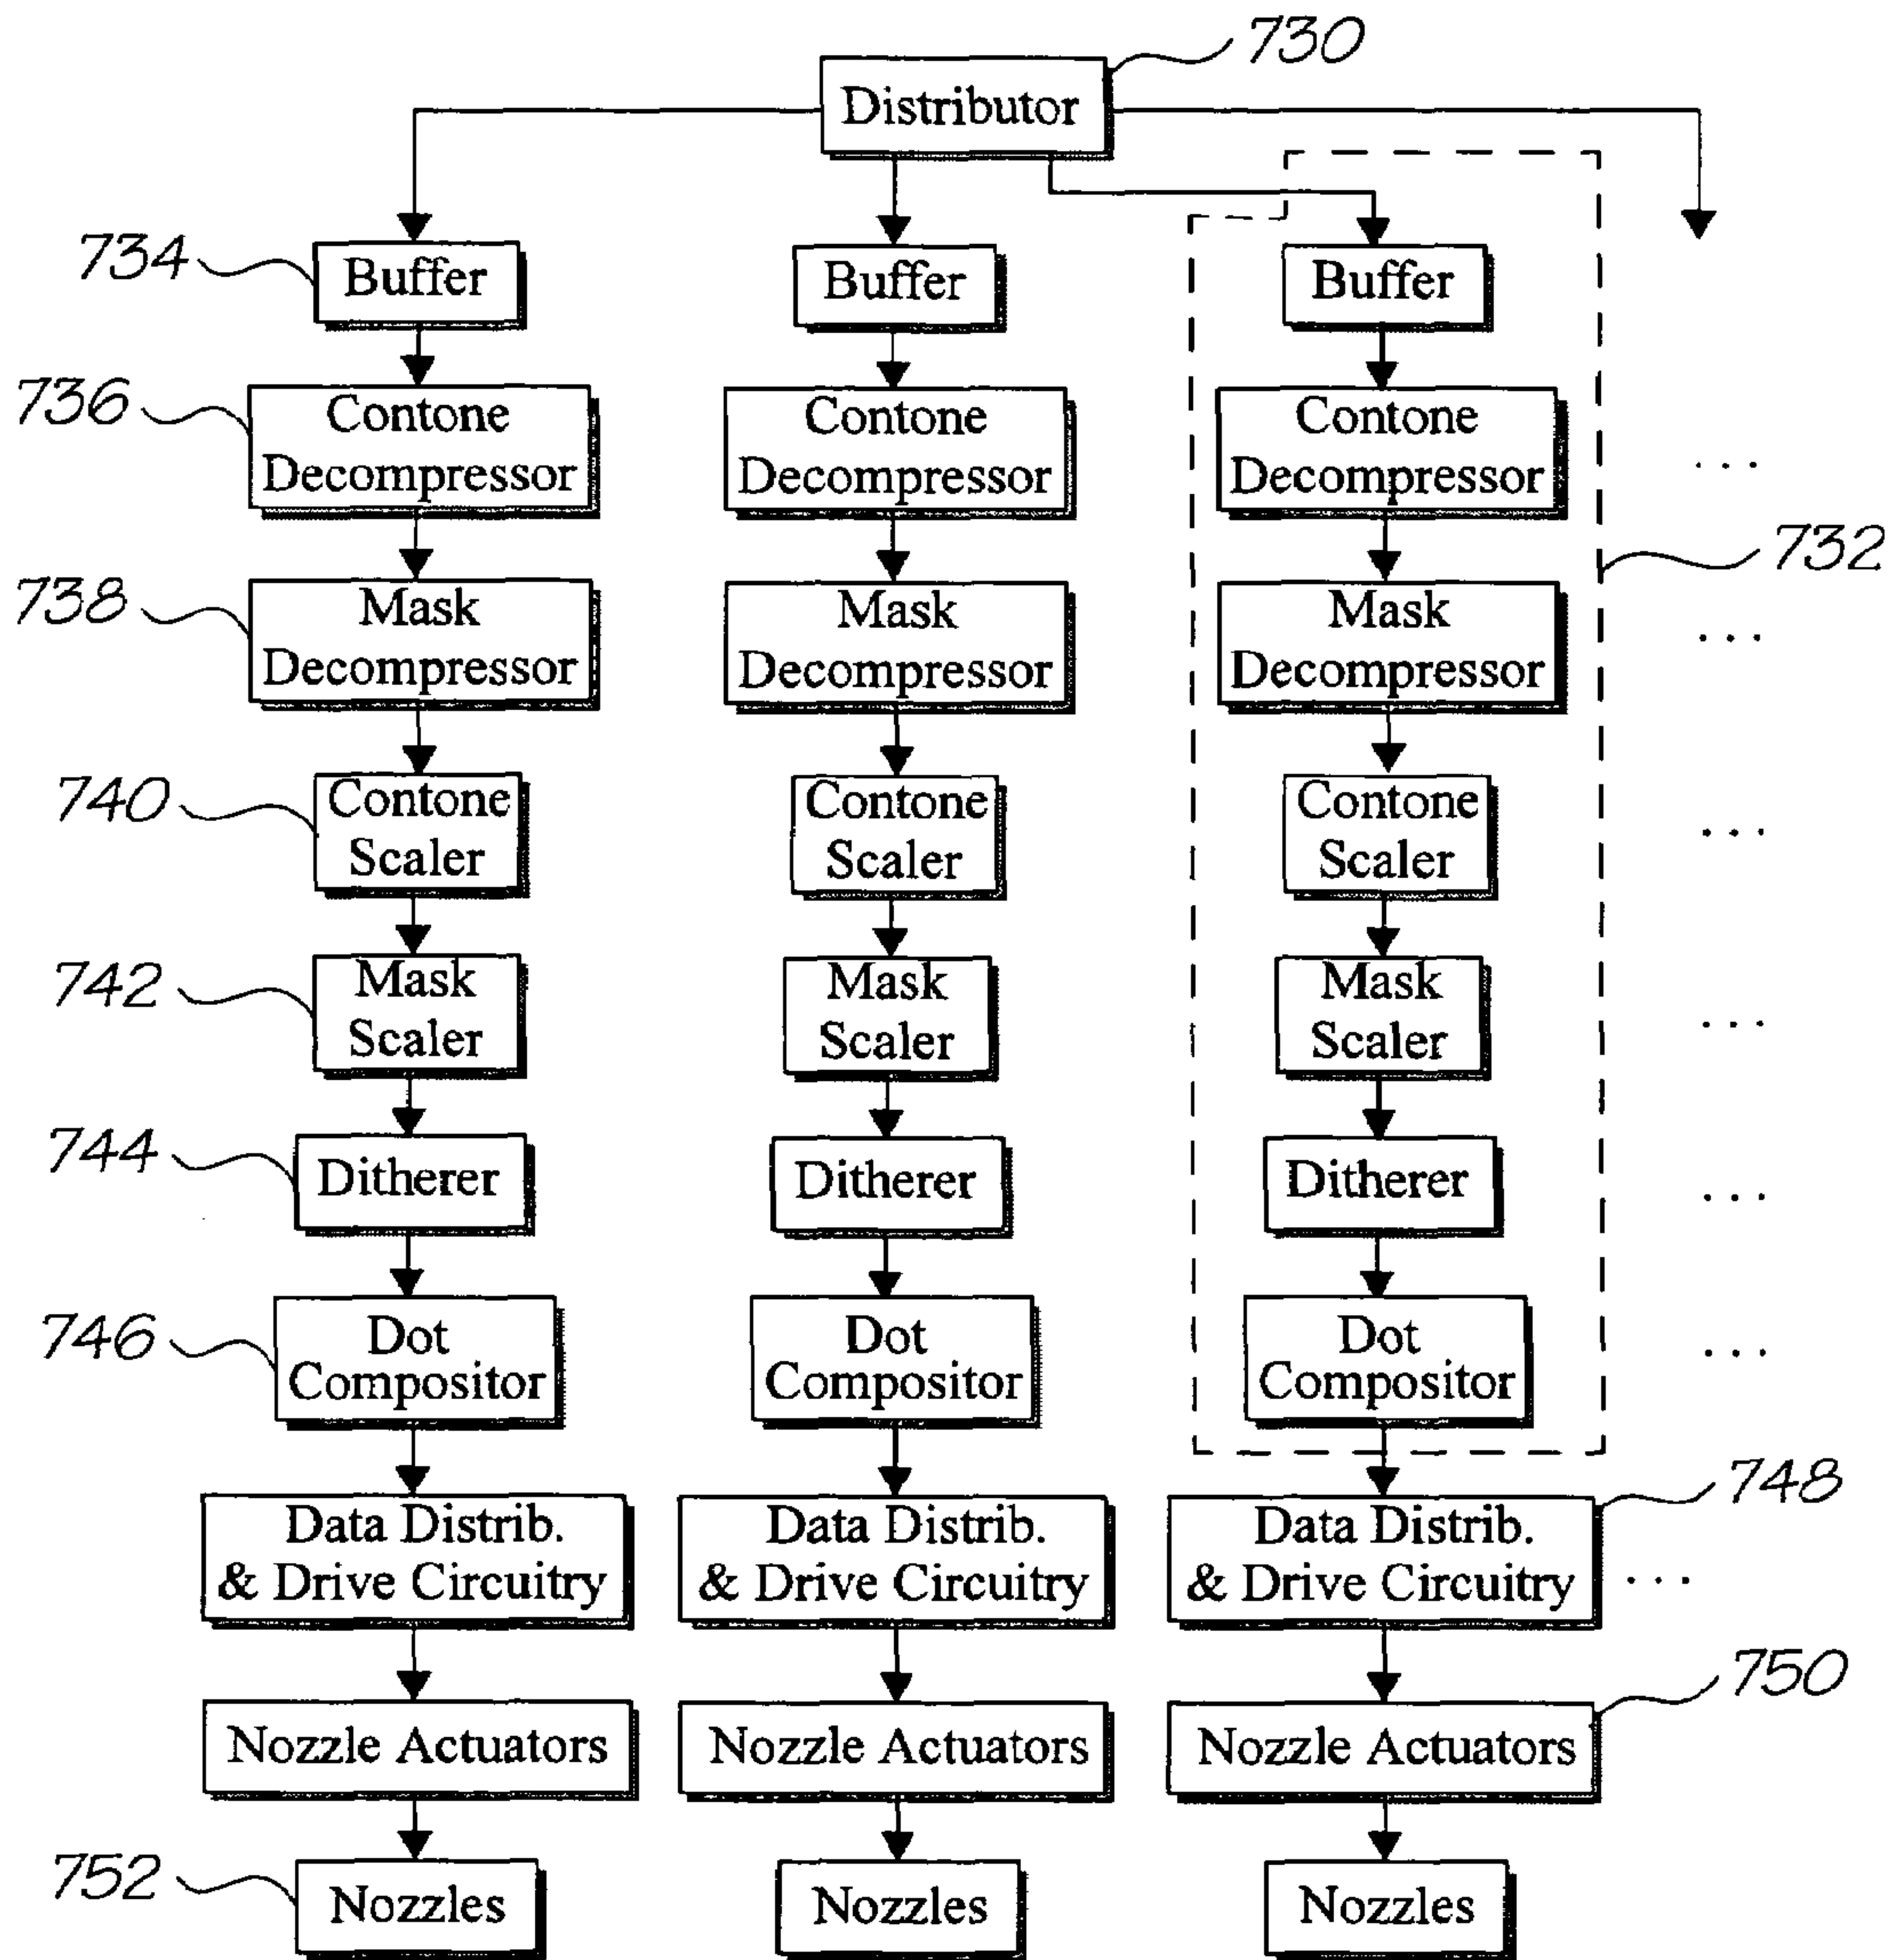 730
Distributor
734
Buffer
Buffer
Buffer
736
Contone
Decompressor
Contone
Decompressor
Contone
Decompressor
...
732
738
Mask
Decompressor
Mask
Decompressor
Mask
Decompressor
...
740
Contone
Scaler
Contone
Scaler
Contone
Scaler
...
742
Mask
Scaler
Mask
Scaler
Mask
Scaler
...
744
Ditherer
Ditherer
Ditherer
...
746
Dot
Compositor
Dot
Compositor
Dot
Compositor
...
748
Data Distrib.
& Drive Circuitry
Data Distrib.
& Drive Circuitry
Data Distrib.
& Drive Circuitry
...
750
Nozzle Actuators
Nozzle Actuators
Nozzle Actuators
752
Nozzles
Nozzles
Nozzles